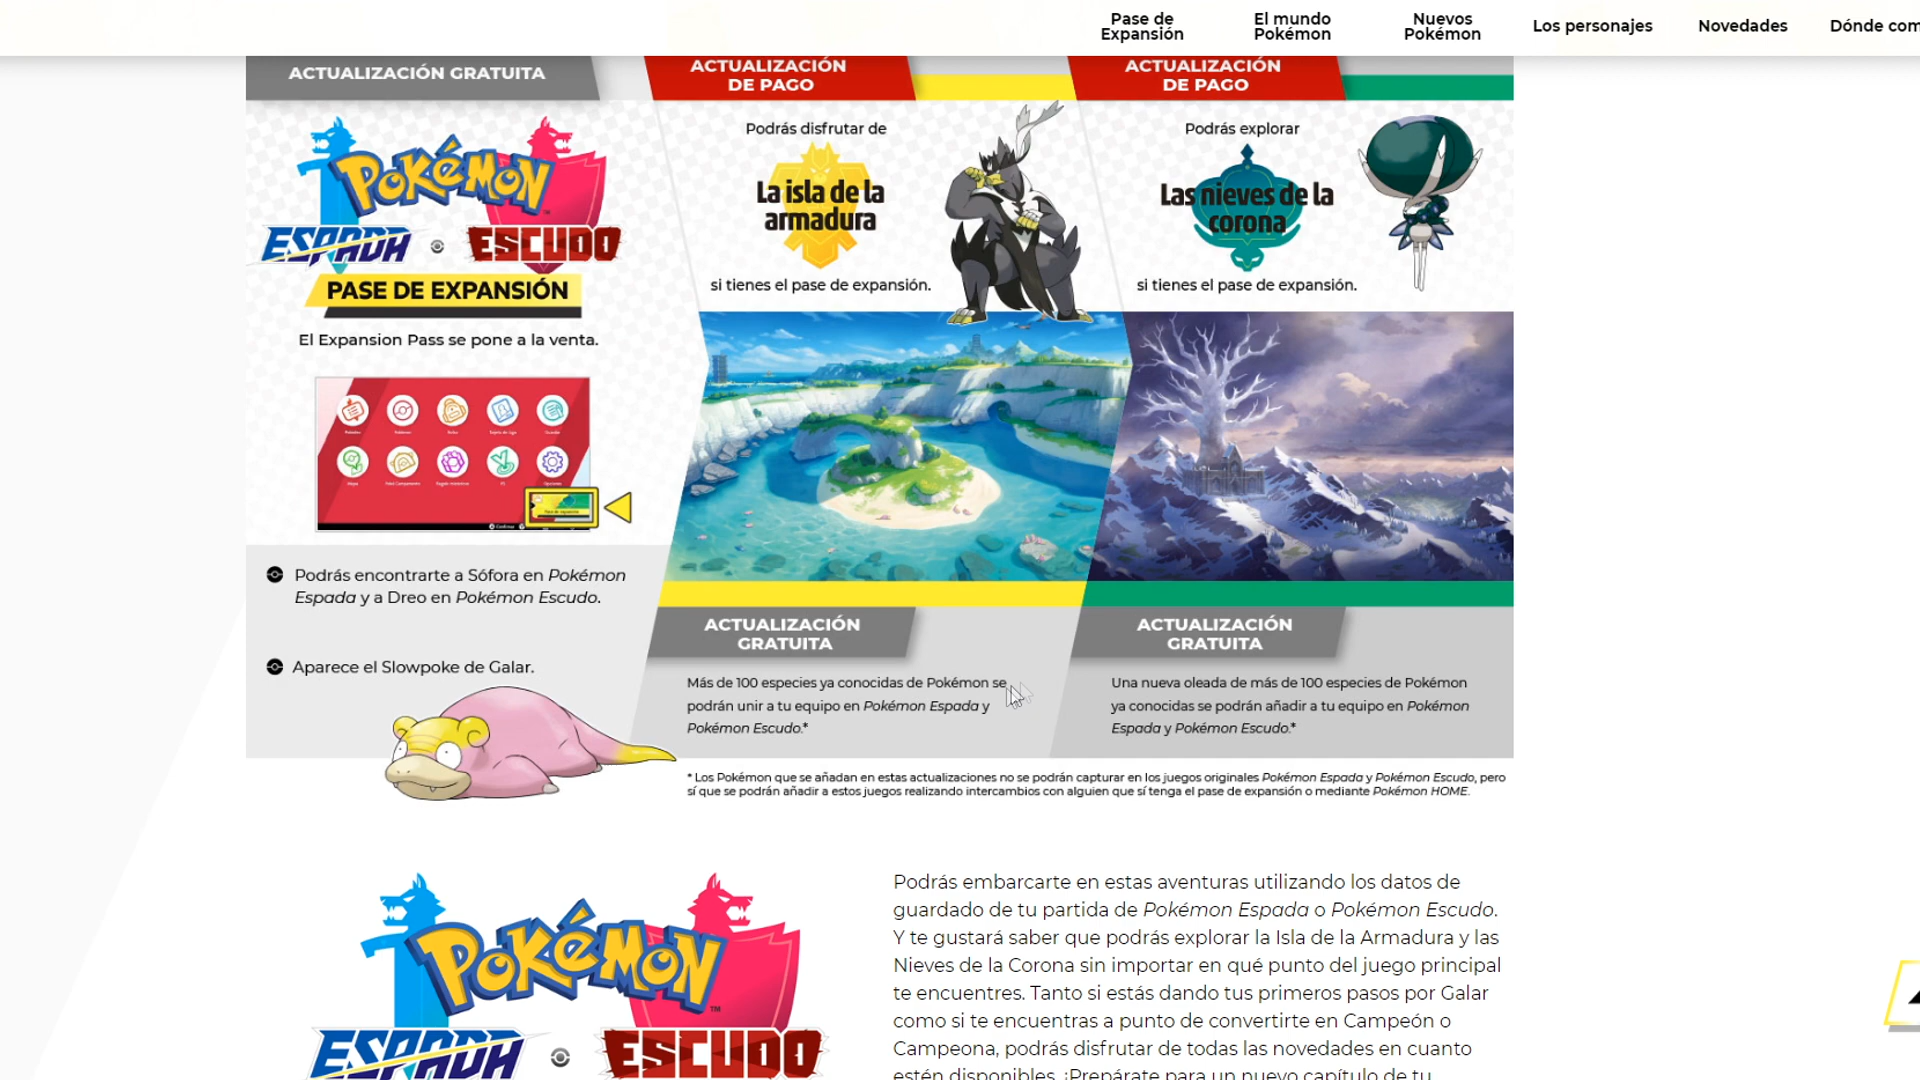 Pase de
Expansión
El mundo
Pokémon
Nuevos
Pokémon
Los personajes
Novedades
Dónde com
ACTUALIZACIÓN GRATUITA
POKéMON
ESPADA
ESCUDO
PASE DE EXPANSIÓN
El Expansion Pass se pone a la venta.
Podrás encontrarte a Sófora en Pokémon
Espada y a Dreo en Pokémon Escudo.
Aparece el Slowpoke de Galar.
ACTUALIZACIÓN
DE PAGO
Podrás disfrutar de
La isla de la
armadura
si tienes el pase de expansión.
ACTUALIZACIÓN
GRATUITA
Más de 100 especies ya conocidas de Pokémon se
podrán unir a tu equipo en Pokémon Espada y
Pokémon Escudo.*
ACTUALIZACIÓN
DE PAGO
Podrás explorar
Las nieves de la
corona
si tienes el pase de expansión.
ACTUALIZACIÓN
GRATUITA
Una nueva oleada de más de 100 especies de Pokémon
ya conocidas se podrán añadir a tu equipo en Pokémon
Espada y Pokémon Escudo.*
* Los Pokémon que se añadan en estas actualizaciones no se podrán capturar en los juegos originales Pokémon Espada y Pokémon Escudo, pero
sí que se podrán añadir a estos juegos realizando intercambios con alguien que sí tenga el pase de expansión o mediante Pokémon HOME.
POKéMON
TM
ESPADA
ESCUDO
Podrás embarcarte en estas aventuras utilizando los datos de
guardado de tu partida de Pokémon Espada o Pokémon Escudo.
Y te gustará saber que podrás explorar la Isla de la Armadura y las
Nieves de la Corona sin importar en qué punto del juego principal
te encuentres. Tanto si estás dando tus primeros pasos por Galar
como si te encuentras a punto de convertirte en Campeón o
Campeona, podrás disfrutar de todas las novedades en cuanto
estén disponibles. ¡Prepárate para un nuevo capítulo de tu